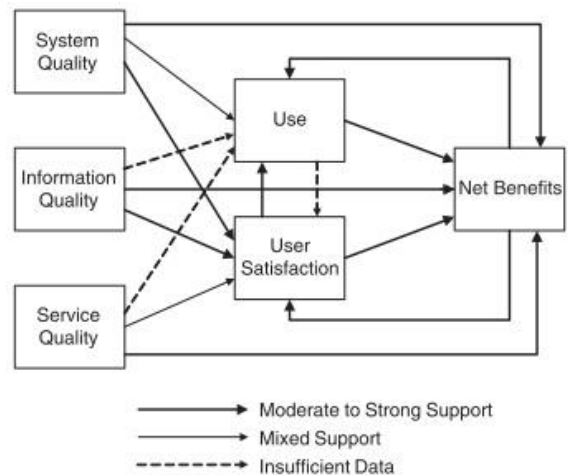 System
Quality
Use
Information
Quality
Net Benefits
User
Satisfaction
Service
Quality
Moderate to Strong Support
Mixed Support
Insufficient Data